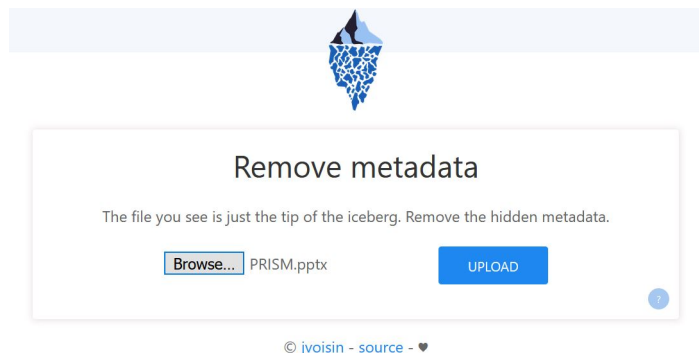 Remove metadata
The file you see is just the tip of the iceberg. Remove the hidden metadata.
Browse... PRISM.pptx UPLOAD
?
© jvoisin - source - ♥